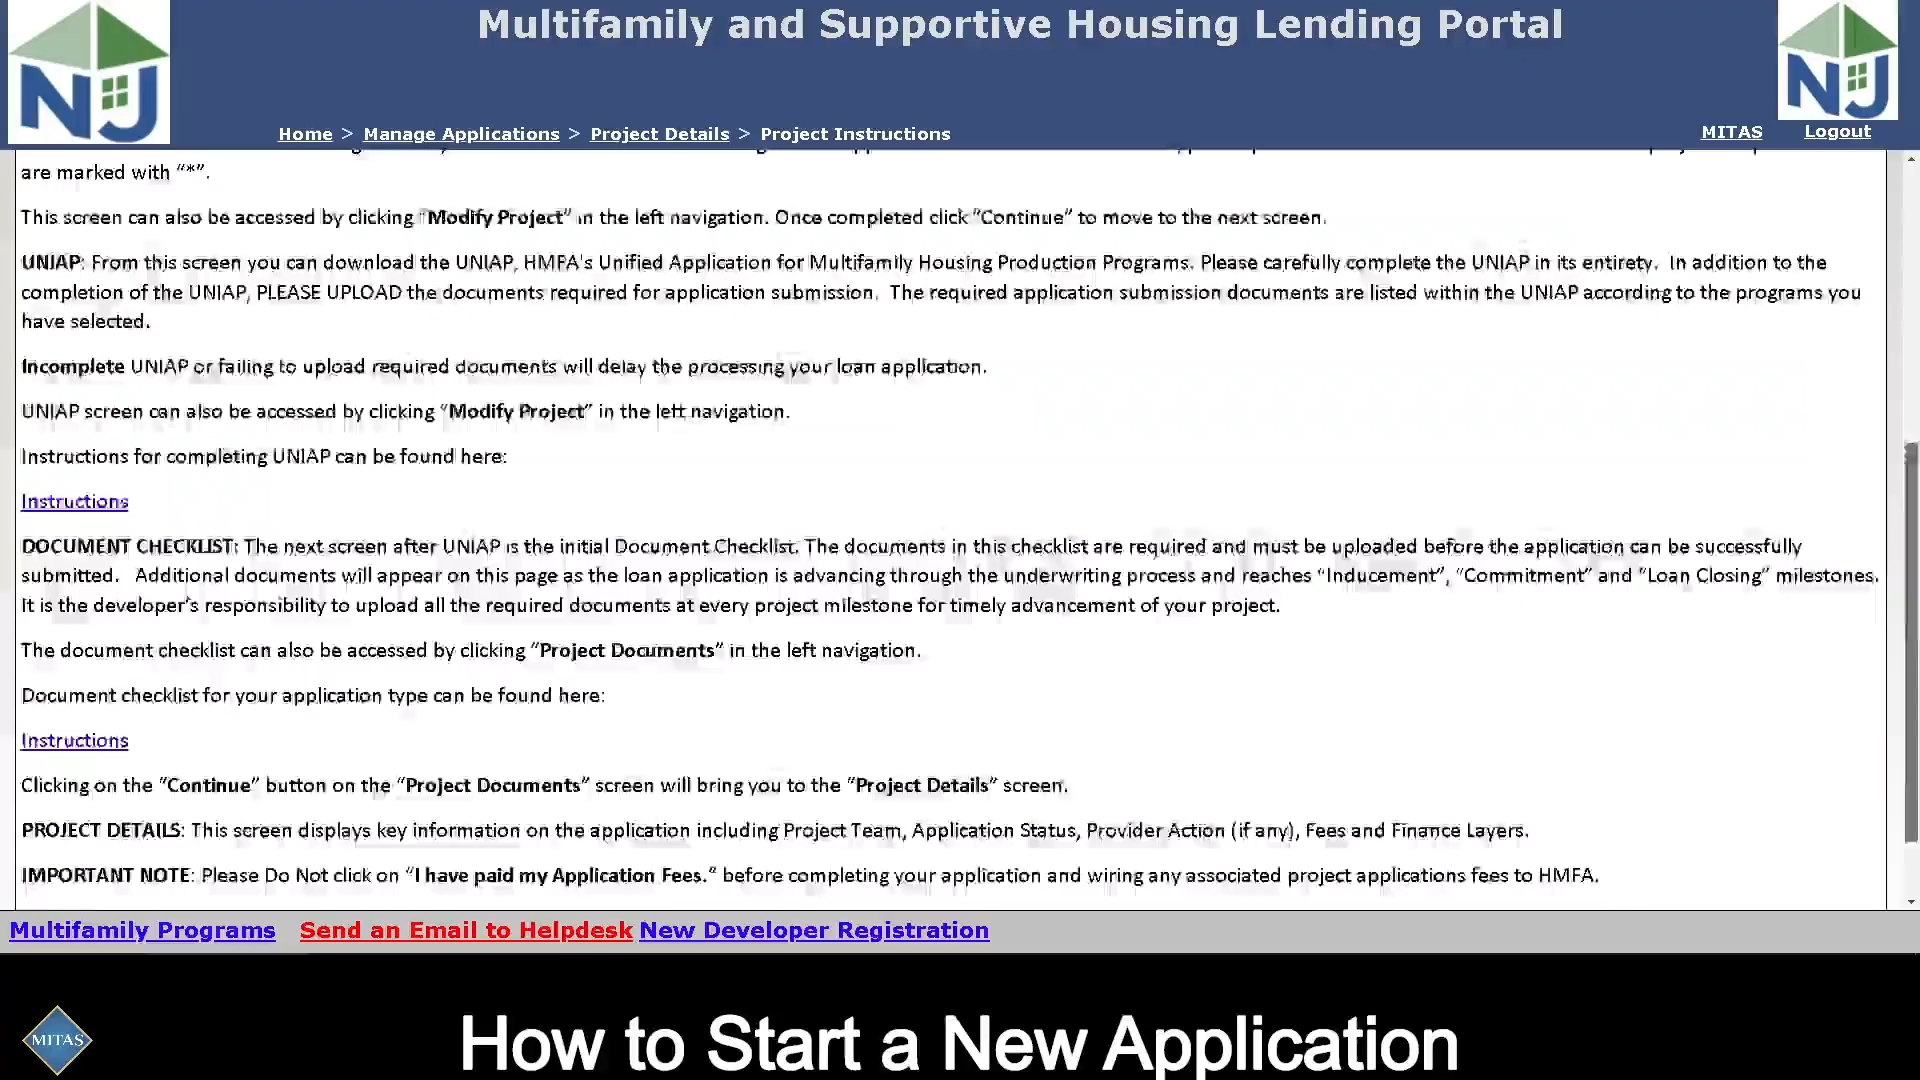 Multifamily and Supportive Housing Lending Portal
NJ
NJ
Home > Manage Applications > Project Details > Project Instructions
MITAS Logout
are marked with “*”.
This screen can also be accessed by clicking “Modify Project” in the left navigation. Once completed click “Continue” to move to the next screen.
UNIAP: From this screen you can download the UNIAP, HMFA's Unified Application for Multifamily Housing Production Programs. Please carefully complete the UNIAP in its entirety. In addition to the
completion of the UNIAP, PLEASE UPLOAD the documents required for application submission. The required application submission documents are listed within the UNIAP according to the programs you
have selected.
Incomplete UNIAP or failing to upload required documents will delay the processing your loan application.
UNIAP screen can also be accessed by clicking “Modify Project” in the left navigation.
Instructions for completing UNIAP can be found here:
Instructions
DOCUMENT CHECKLIST: The next screen after UNIAP is the initial Document Checklist. The documents in this checklist are required and must be uploaded before the application can be successfully
submitted. Additional documents will appear on this page as the loan application is advancing through the underwriting process and reaches “Inducement”, “Commitment” and “Loan Closing” milestones.
It is the developer's responsibility to upload all the required documents at every project milestone for timely advancement of your project.
The document checklist can also be accessed by clicking “Project Documents” in the left navigation.
Document checklist for your application type can be found here:
Instructions
Clicking on the “Continue” button on the “Project Documents” screen will bring you to the “Project Details” screen.
PROJECT DETAILS: This screen displays key information on the application including Project Team, Application Status, Provider Action (if any), Fees and Finance Layers.
IMPORTANT NOTE: Please Do Not click on “I have paid my Application Fees.” before completing your application and wiring any associated project applications fees to HMFA.
Multifamily Programs Send an Email to Helpdesk New Developer Registration
MITAS
How to Start a New Application